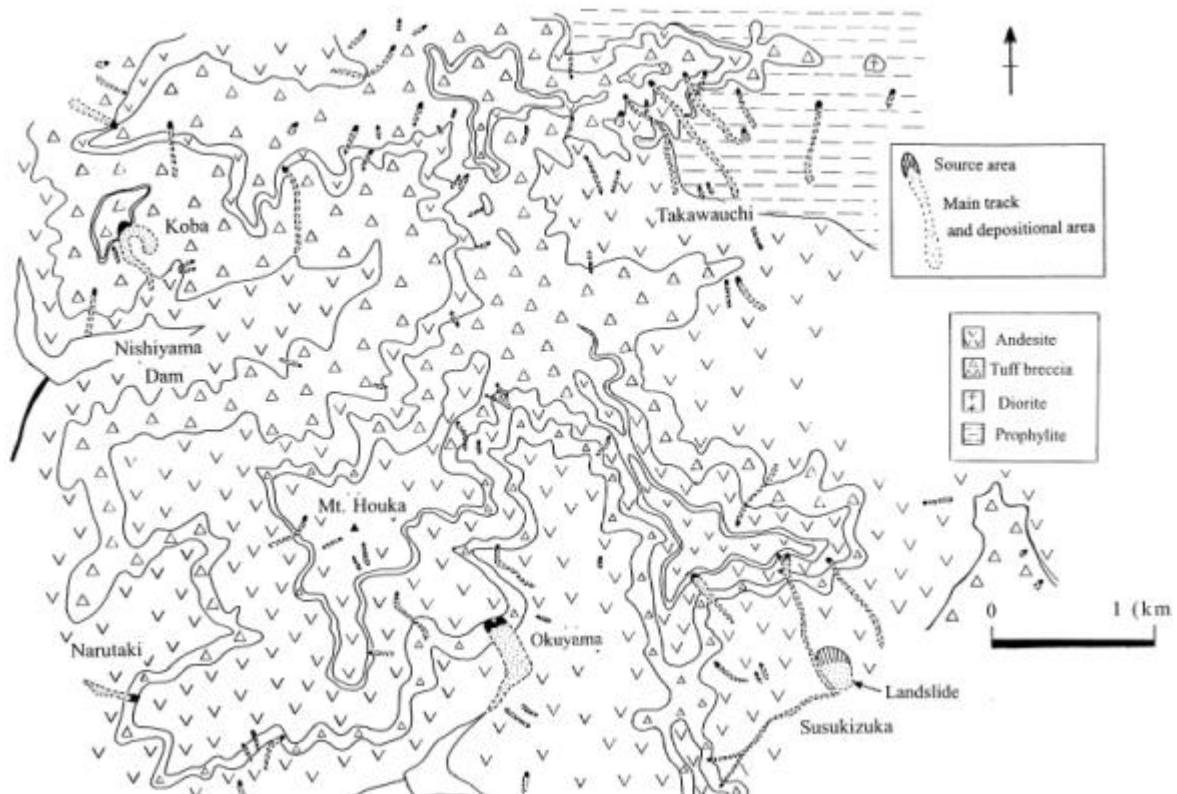 Source area
Main track
and depositional area
Takawauchi
Koba
Andesite
Tuff breccia
Diorite
Prophylite
Nishiyama
Dam
Mt. Houka
0 1 (km
Narutaki
Okuyama
Landslide
Susukizuka